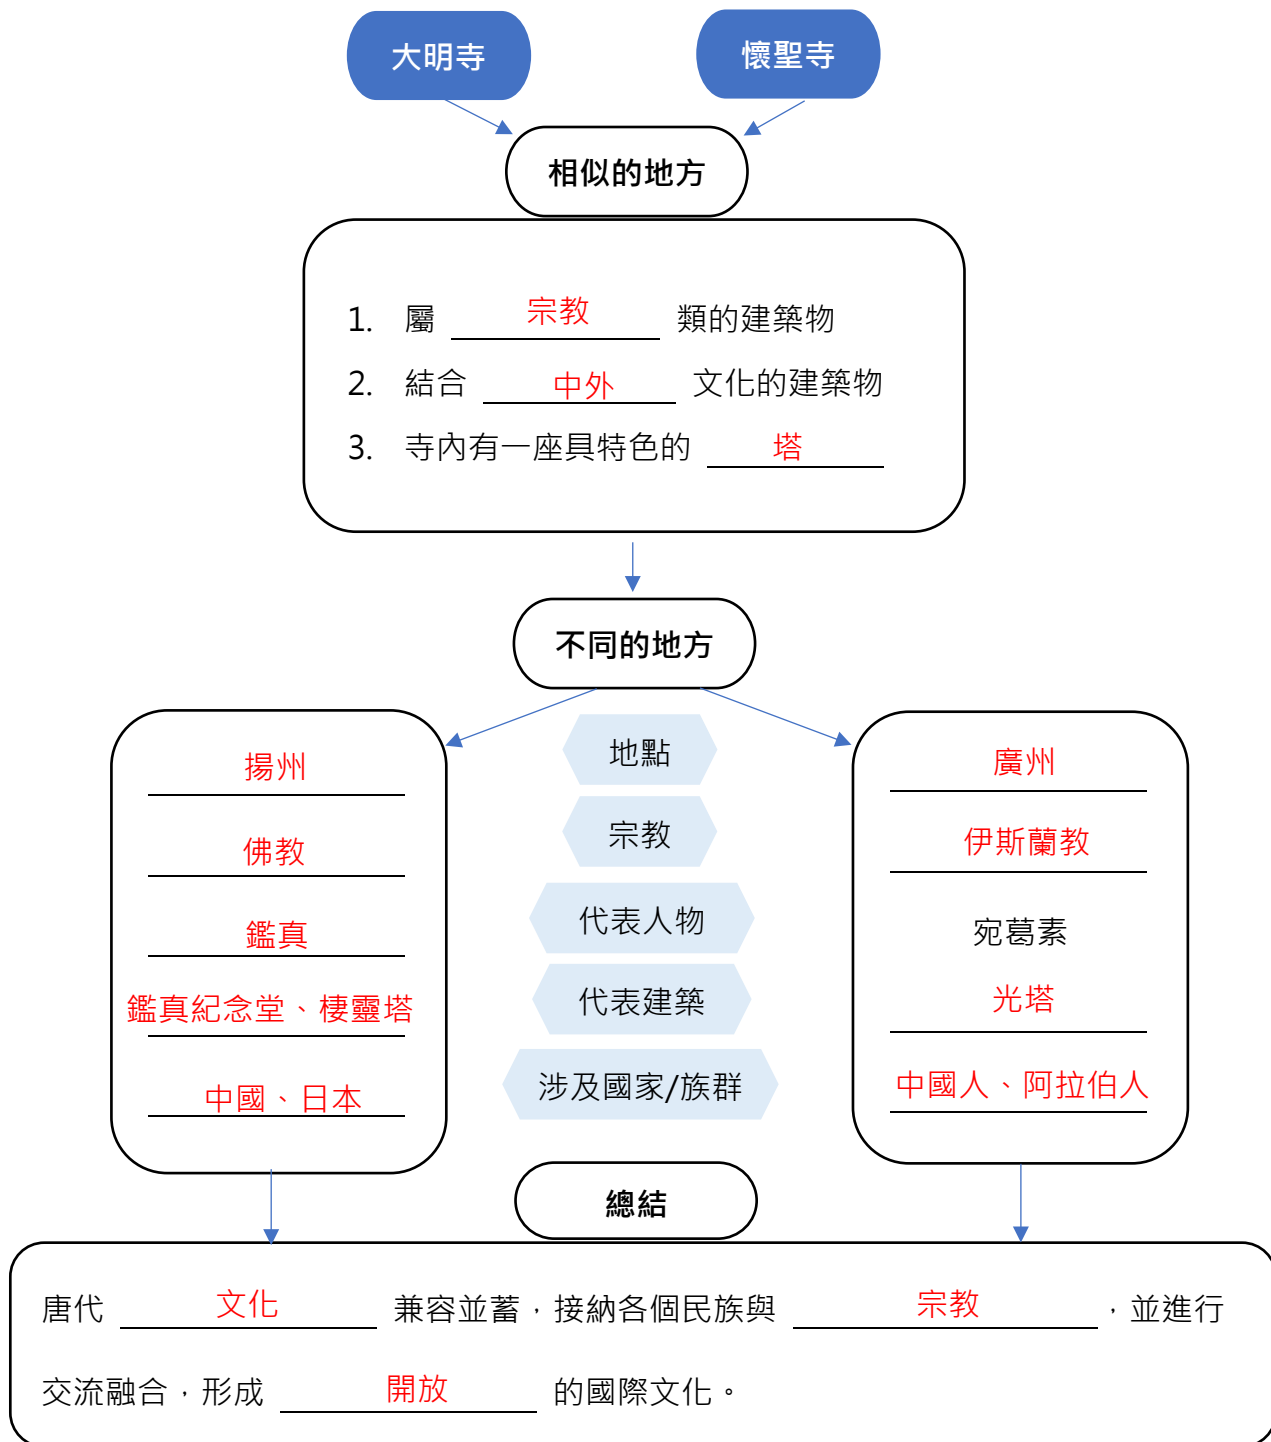 大明寺
懷聖寺
相似的地方
1. 屬 宗教 類的建築物
2. 結合 中外 文化的建築物
3. 寺內有一座具特色的 塔
不同的地方
揚州
地點
廣州
佛教
宗教
伊斯蘭教
鑑真
代表人物
宛葛素
鑑真紀念堂、棲靈塔
代表建築
光塔
中國、日本
涉及國家/族群
中國人、阿拉伯人
總結
唐代 文化 兼容並蓄，接納各個民族與 宗教 ，並進行
交流融合，形成 開放 的國際文化。